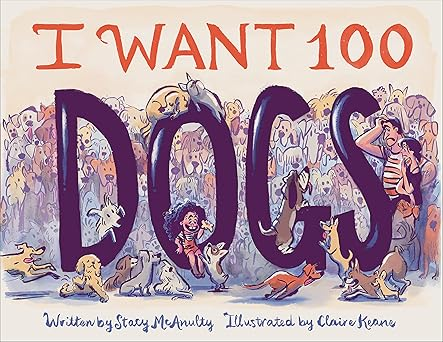 I WANT 100
DOGS
Written by Stacy McAnulty Illustrated by Claire Keane